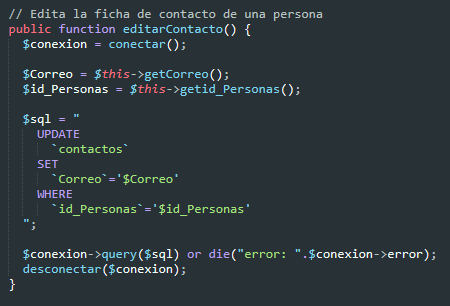 // Edita la ficha de contacto de una persona
public function editarContacto() {
$conexion = conectar();
$Correo = $this->getCorreo();
$id_Personas = $this->getid_Personas();
$sql = "
UPDATE
`contactos`
SET
`Correo`='$Correo'
WHERE
`id_Personas`='$id_Personas'
";
$conexion->query($sql) or die("error: ".$conexion->error);
desconectar($conexion);
}